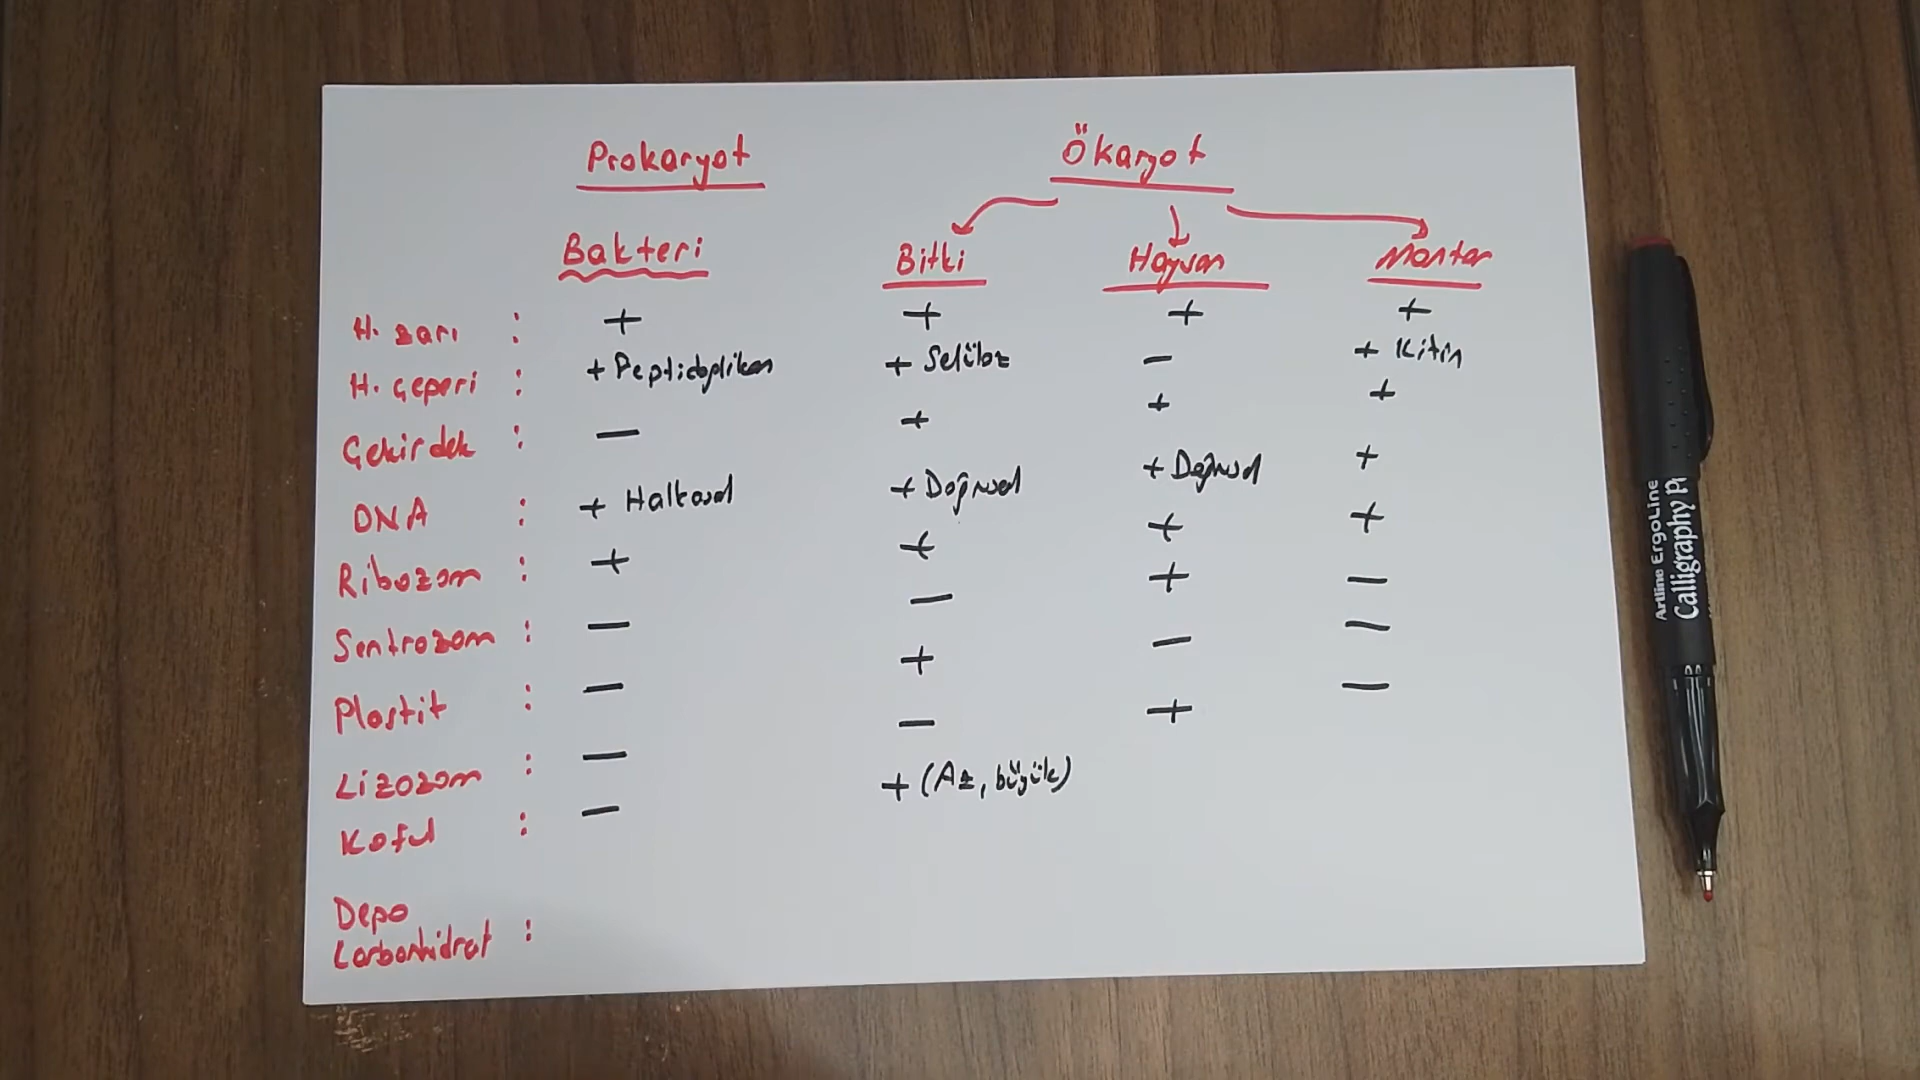 Prokaryot Ökaryot
Bakteri Bitki Hayvan Mantar
H. zarı : + + + +
H. çeperi : + Peptidoglikan + Selüloz − + Kitin
Çekirdek : − + + +
DNA : + Halkasal + Doğrusal + Doğrusal +
Ribozom : + + + +
Sentrozom : − − + −
Plastit : − + − −
Lizozom : − − + −
Koful : − + (Az, büyük)
Depo
karbonhidrat :
Artline ErgoLine
Calligraphy P